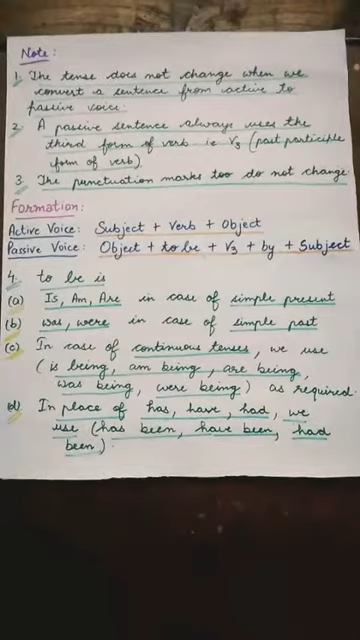 Note:
1. The tense does not change when we
convert a sentence from active to
passive voice.
2. A passive sentence always uses the
third form of verb ie V3 (past participle
form of verb)
3. The punctuation marks too do not change.
Formation:
Active Voice: Subject + Verb + Object
Passive Voice: Object + to be + V3 + by + Subject
4. to be is
(a) Is, Am, Are in case of simple present
(b) was, were in case of simple past
(c) In case of continuous tenses, we use
(is being, am being, are being,
was being, were being) as required.
(d) In place of has, have, had, we
use (has been, have been, had
been)